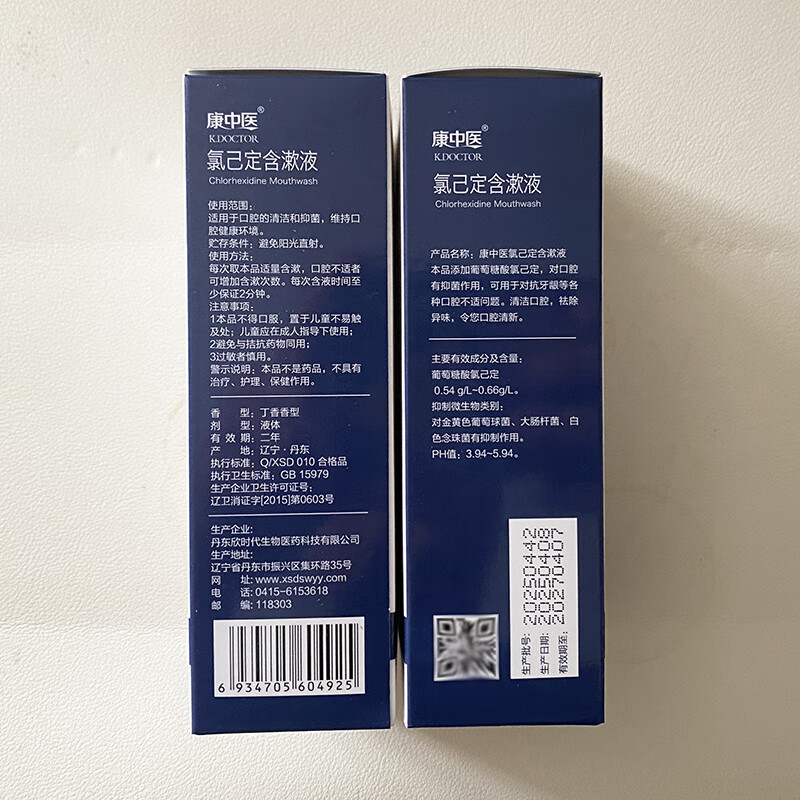 康中医®
K.DOCTOR
氯己定含漱液
Chlorhexidine Mouthwash
使用范围：
适用于口腔的清洁和抑菌，维持口
腔健康环境。
贮存条件：避免阳光直射。
使用方法：
每次取本品适量含漱，口腔不适者
可增加含漱次数。每次含液时间至
少保证2分钟。
注意事项：
1本品不得口服，置于儿童不易触
及处；儿童应在成人指导下使用；
2避免与拮抗药物同用；
3过敏者慎用。
警示说明：本品不是药品，不具有
治疗、护理、保健作用。
香　　型：丁香香型
剂　　型：液体
有 效 期：二年
产　　地：辽宁·丹东
执行标准：Q/XSD 010 合格品
执行卫生标准：GB 15979
生产企业卫生许可证号：
辽卫消证字[2015]第0603号
生产企业:
丹东欣时代生物医药科技有限公司
生产地址:
辽宁省丹东市振兴区集环路35号
网　　址: www.xsdswyy.com
电　　话: 0415-6153618
邮　　编: 118303
6 934705 604925
康中医®
K.DOCTOR
氯己定含漱液
Chlorhexidine Mouthwash
产品名称：康中医氯己定含漱液
本品添加葡萄糖酸氯己定，对口腔
有抑菌作用，可用于对抗牙龈等各
种口腔不适问题。清洁口腔，祛除
异味，令您口腔清新。
主要有效成分及含量：
葡萄糖酸氯己定
0.54 g/L~0.66g/L。
抑制微生物类别：
对金黄色葡萄球菌、大肠杆菌、白
色念珠菌有抑制作用。
PH值：3.94~5.94。
生产批号: 20250442
生产日期: 20250408
有效期至: 20270407